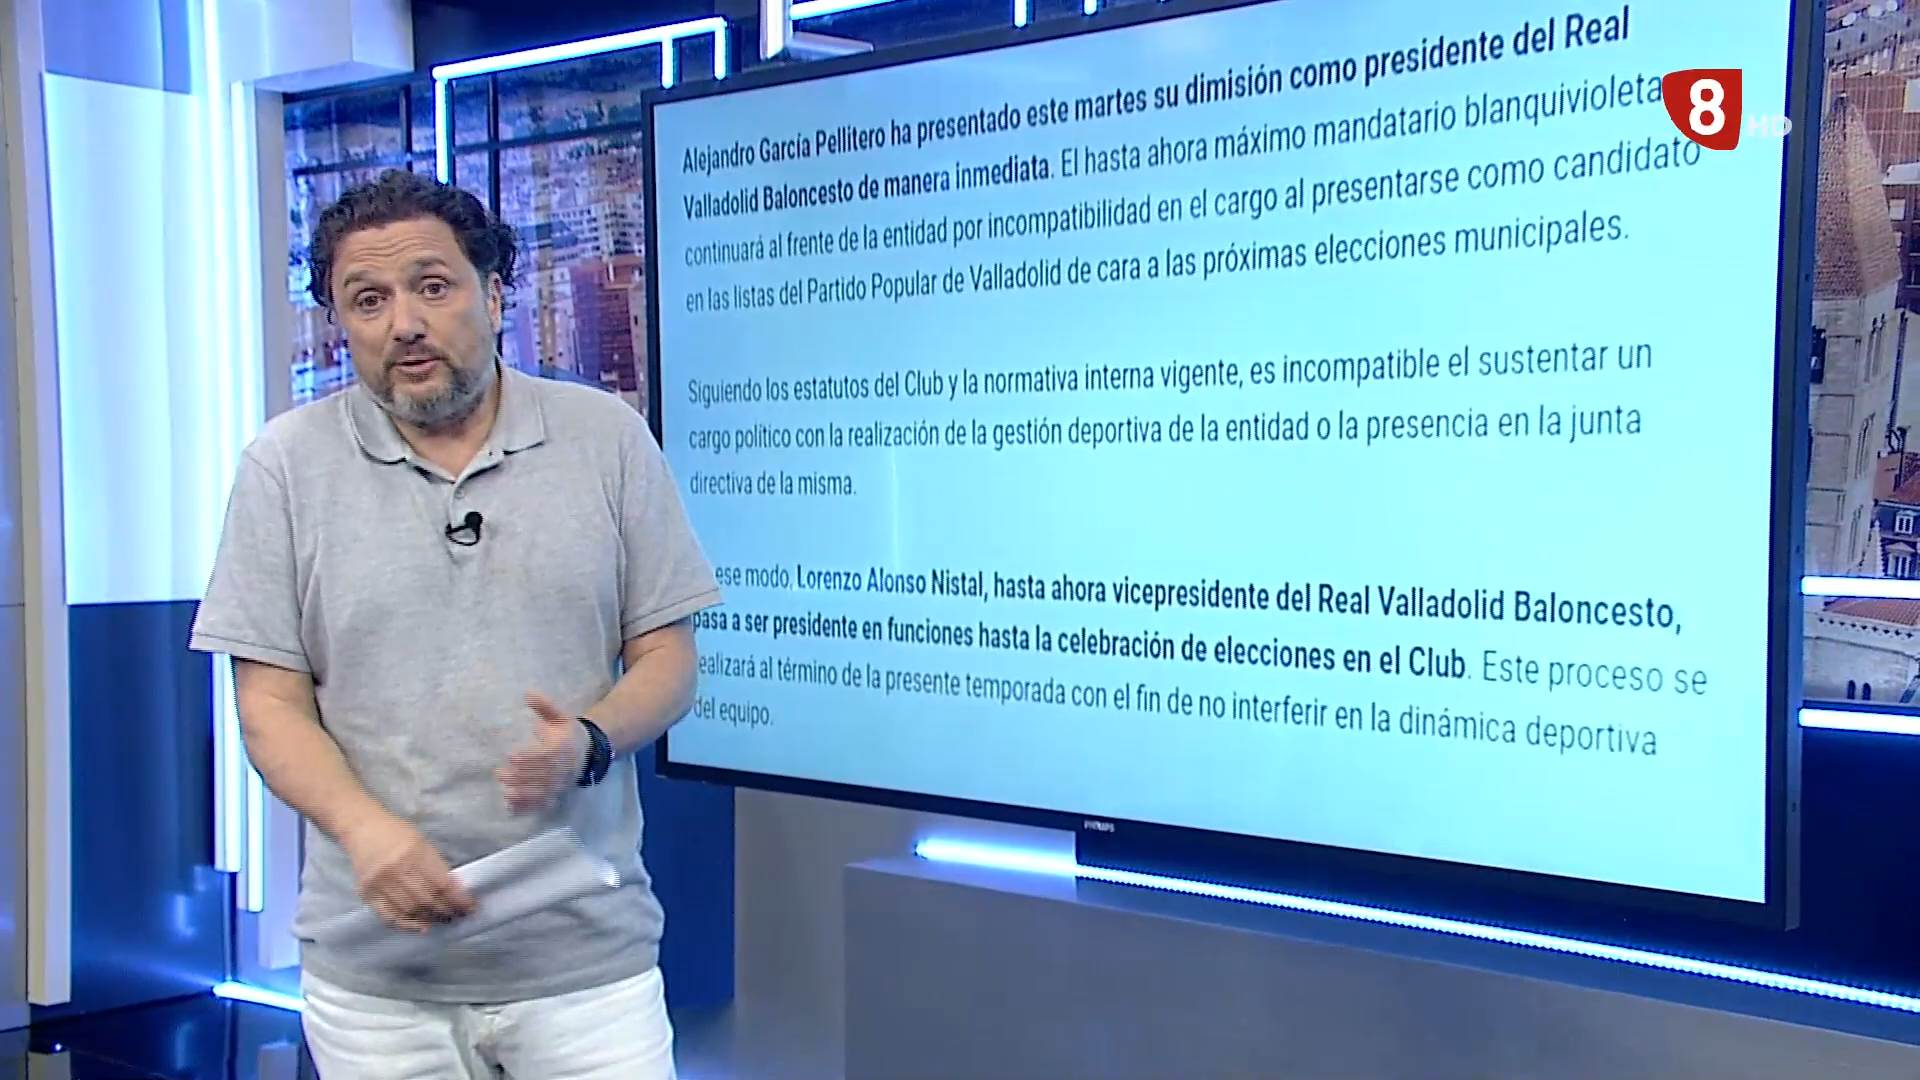 Alejandro García Pellitero ha presentado este martes su dimisión como presidente del Real
Valladolid Baloncesto de manera inmediata. El hasta ahora máximo mandatario blanquivioleta
continuará al frente de la entidad por incompatibilidad en el cargo al presentarse como candidato
en las listas del Partido Popular de Valladolid de cara a las próximas elecciones municipales.
Siguiendo los estatutos del Club y la normativa interna vigente, es incompatible el sustentar un
cargo político con la realización de la gestión deportiva de la entidad o la presencia en la junta
directiva de la misma.
ese modo, Lorenzo Alonso Nistal, hasta ahora vicepresidente del Real Valladolid Baloncesto,
pasa a ser presidente en funciones hasta la celebración de elecciones en el Club. Este proceso se
ealizará al término de la presente temporada con el fin de no interferir en la dinámica deportiva
del equipo.
8
HD
PHILIPS